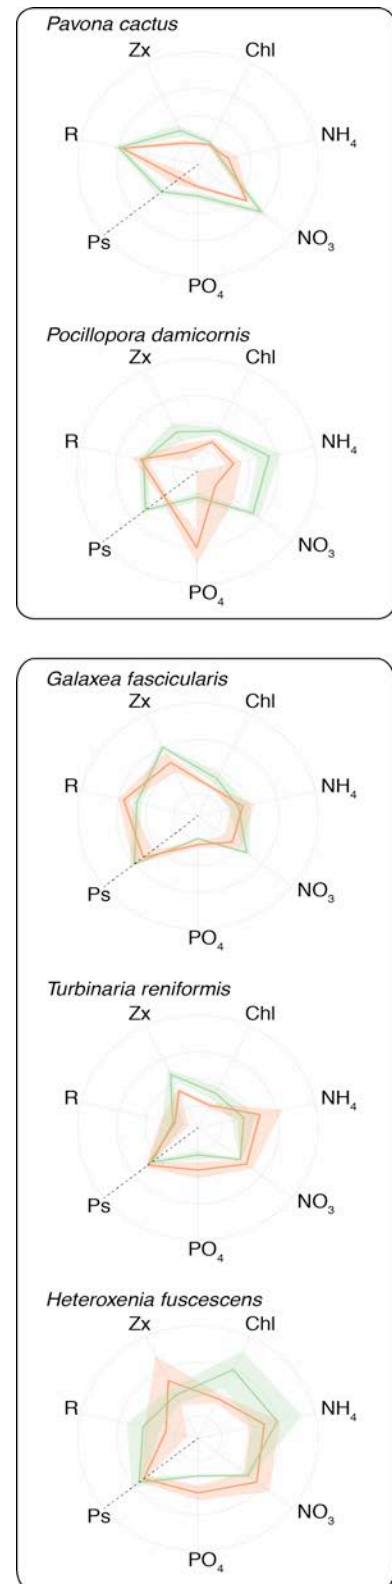 Pavona cactus
Zx Chl
R NH₄
Ps NO₃
PO₄
Pocillopora damicornis
Zx Chl
R NH₄
Ps NO₃
PO₄
Galaxea fascicularis
Zx Chl
R NH₄
Ps NO₃
PO₄
Turbinaria reniformis
Zx Chl
R NH₄
Ps NO₃
PO₄
Heteroxenia fuscescens
Zx Chl
R NH₄
Ps NO₃
PO₄